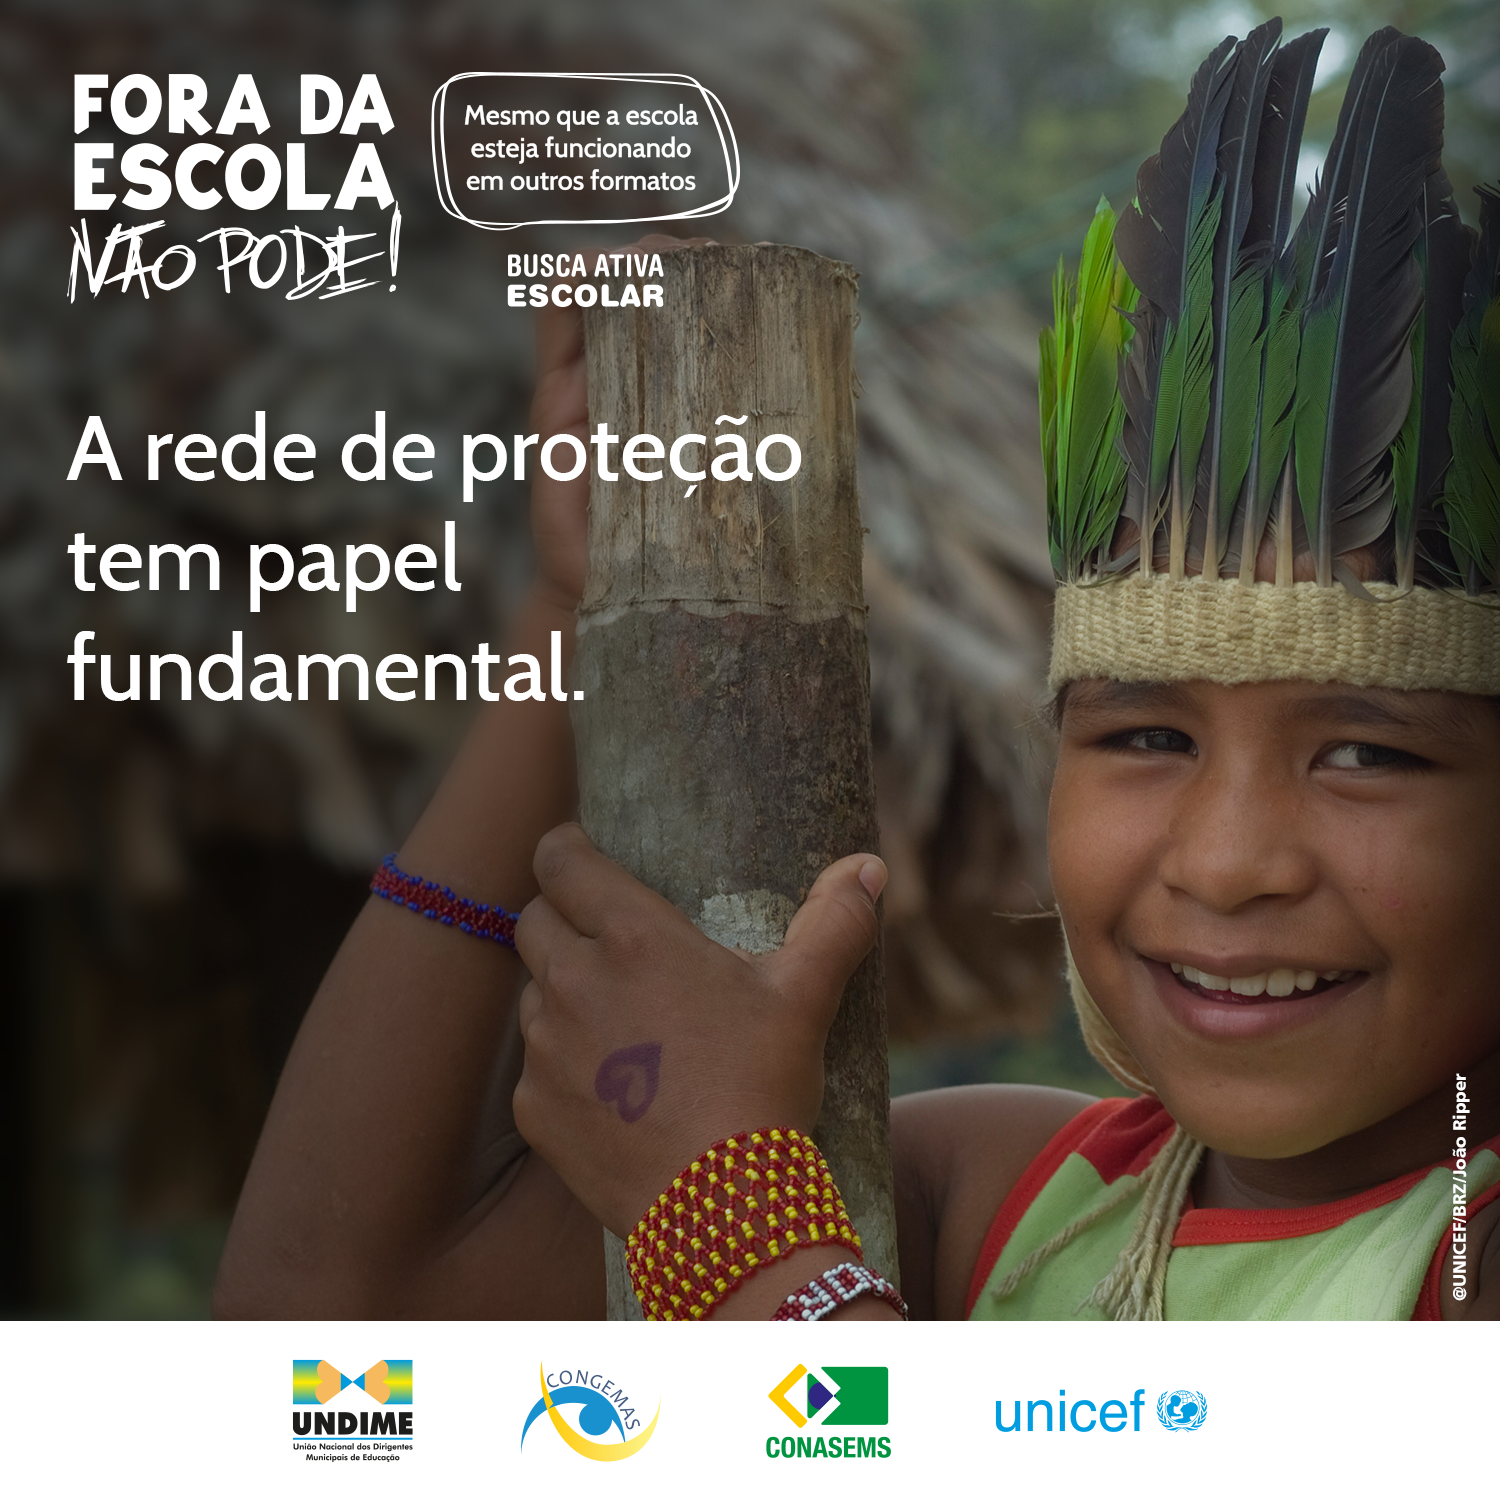 FORA DA
ESCOLA
NÃO PODE!
Mesmo que a escola
esteja funcionando
em outros formatos
BUSCA ATIVA
ESCOLAR
A rede de proteção
tem papel
fundamental.
@UNICEF/BRZ/João Ripper
UNDIME
União Nacional dos Dirigentes
Municipais de Educação
CONGEMAS
CONASEMS
unicef